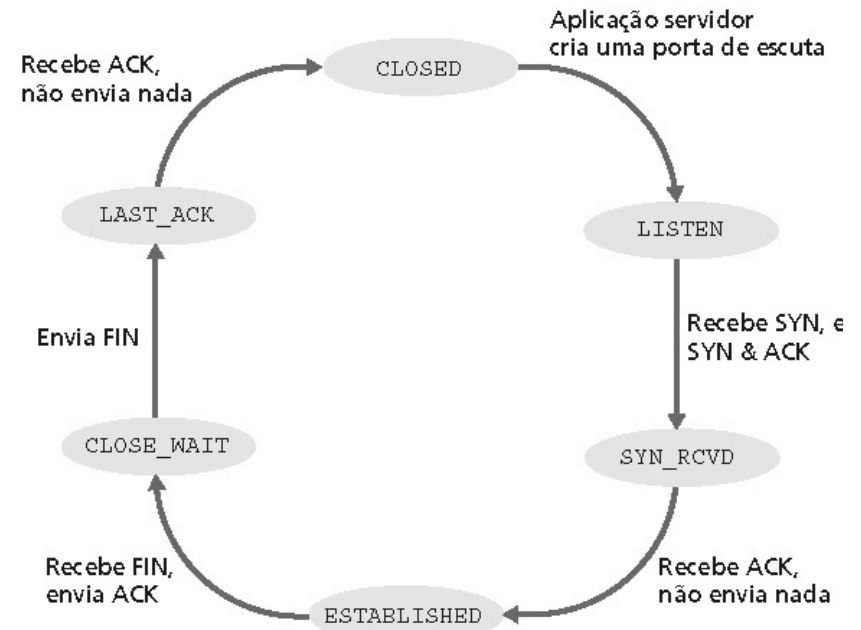 Aplicação servidor
cria uma porta de escuta
CLOSED
Recebe ACK,
não envia nada
LAST_ACK
LISTEN
Envia FIN
Recebe SYN, e
SYN & ACK
CLOSE_WAIT
SYN_RCVD
Recebe FIN,
envia ACK
Recebe ACK,
não envia nada
ESTABLISHED